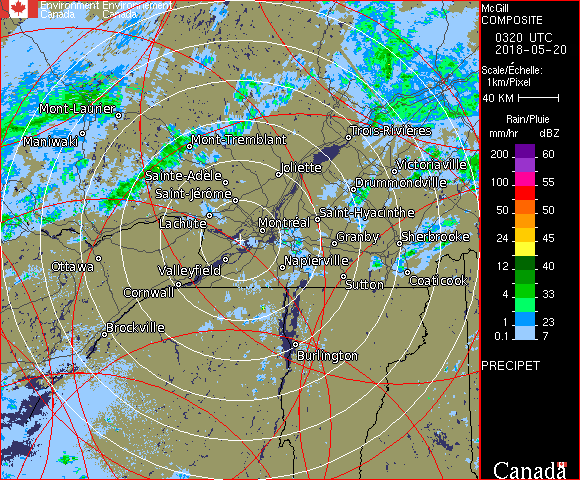 Environment Environnement
Canada Canada
Mont-Laurier
Maniwaki
Mont-Tremblant
Trois-Rivières
Sainte-Adèle
Joliette
Victoriaville
Saint-Jérôme
Drummondville
Lachute
Montréal
Saint-Hyacinthe
Granby
Sherbrooke
Ottawa
Valleyfield
Napierville
Cornwall
Sutton
Coaticook
Brockville
Burlington
McGill
COMPOSITE
0320 UTC
2018-05-20
Scale/Échelle:
1km/Pixel
40 KM
Rain/Pluie
mm/hr dBZ
200 60
100 55
50 50
24 45
12 40
4 33
1 23
0.1 7
PRECIPET
Canada